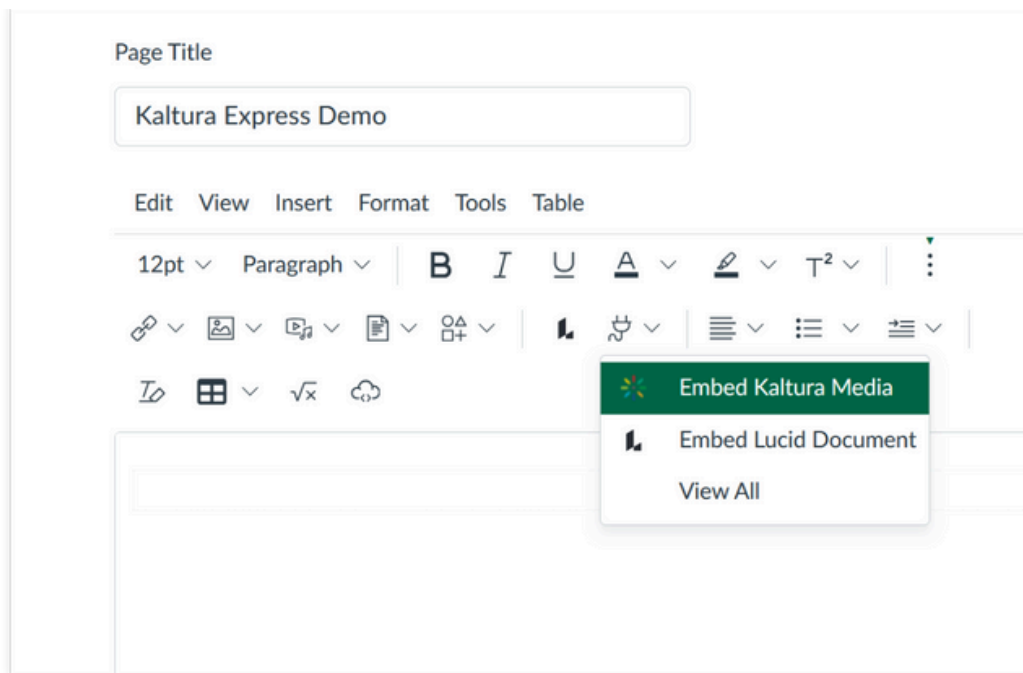 Page Title
Kaltura Express Demo
Edit View Insert Format Tools Table
12pt Paragraph B I U A T²
Embed Kaltura Media
Embed Lucid Document
View All